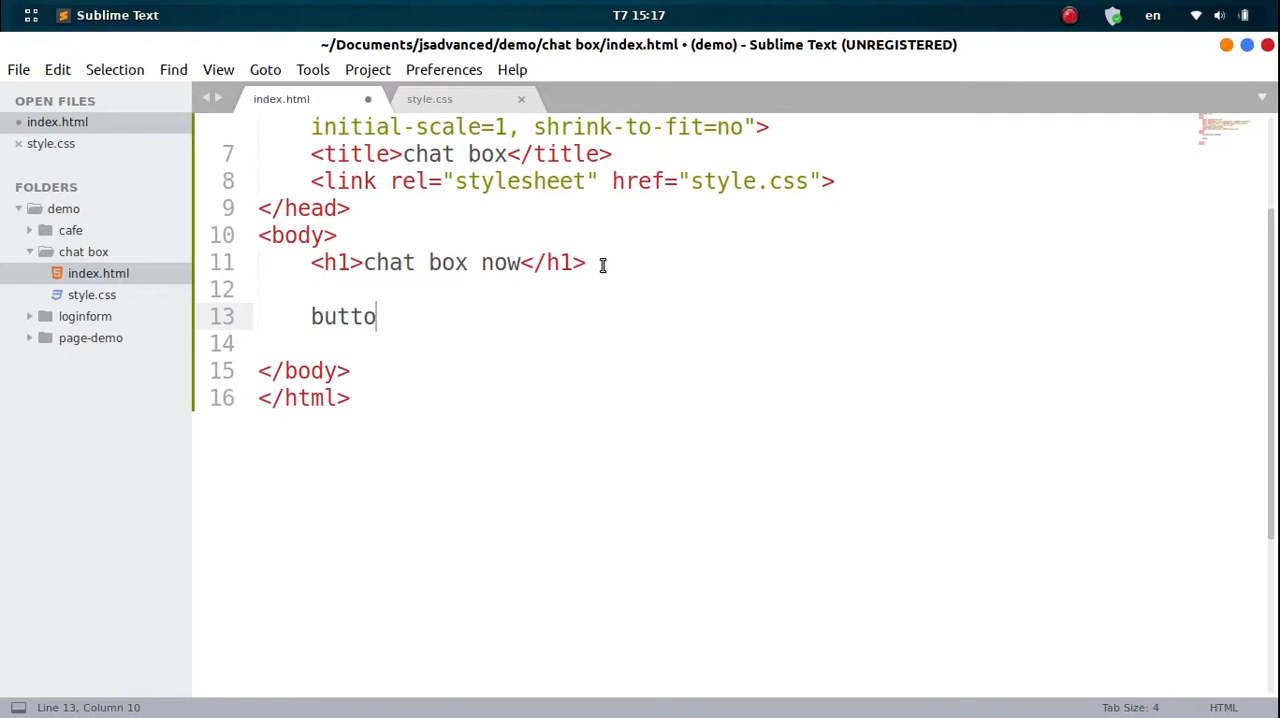 Sublime Text
T7 15:17
en
~/Documents/jsadvanced/demo/chat box/index.html • (demo) - Sublime Text (UNREGISTERED)
File Edit Selection Find View Goto Tools Project Preferences Help
OPEN FILES
index.html
style.css
FOLDERS
demo
cafe
chat box
index.html
style.css
loginform
page-demo
index.html
style.css
initial-scale=1, shrink-to-fit=no">
7 <title>chat box</title>
8 <link rel="stylesheet" href="style.css">
9 </head>
10 <body>
11 <h1>chat box now</h1>
12
13 butto
14
15 </body>
16 </html>
Line 13, Column 10
Tab Size: 4
HTML